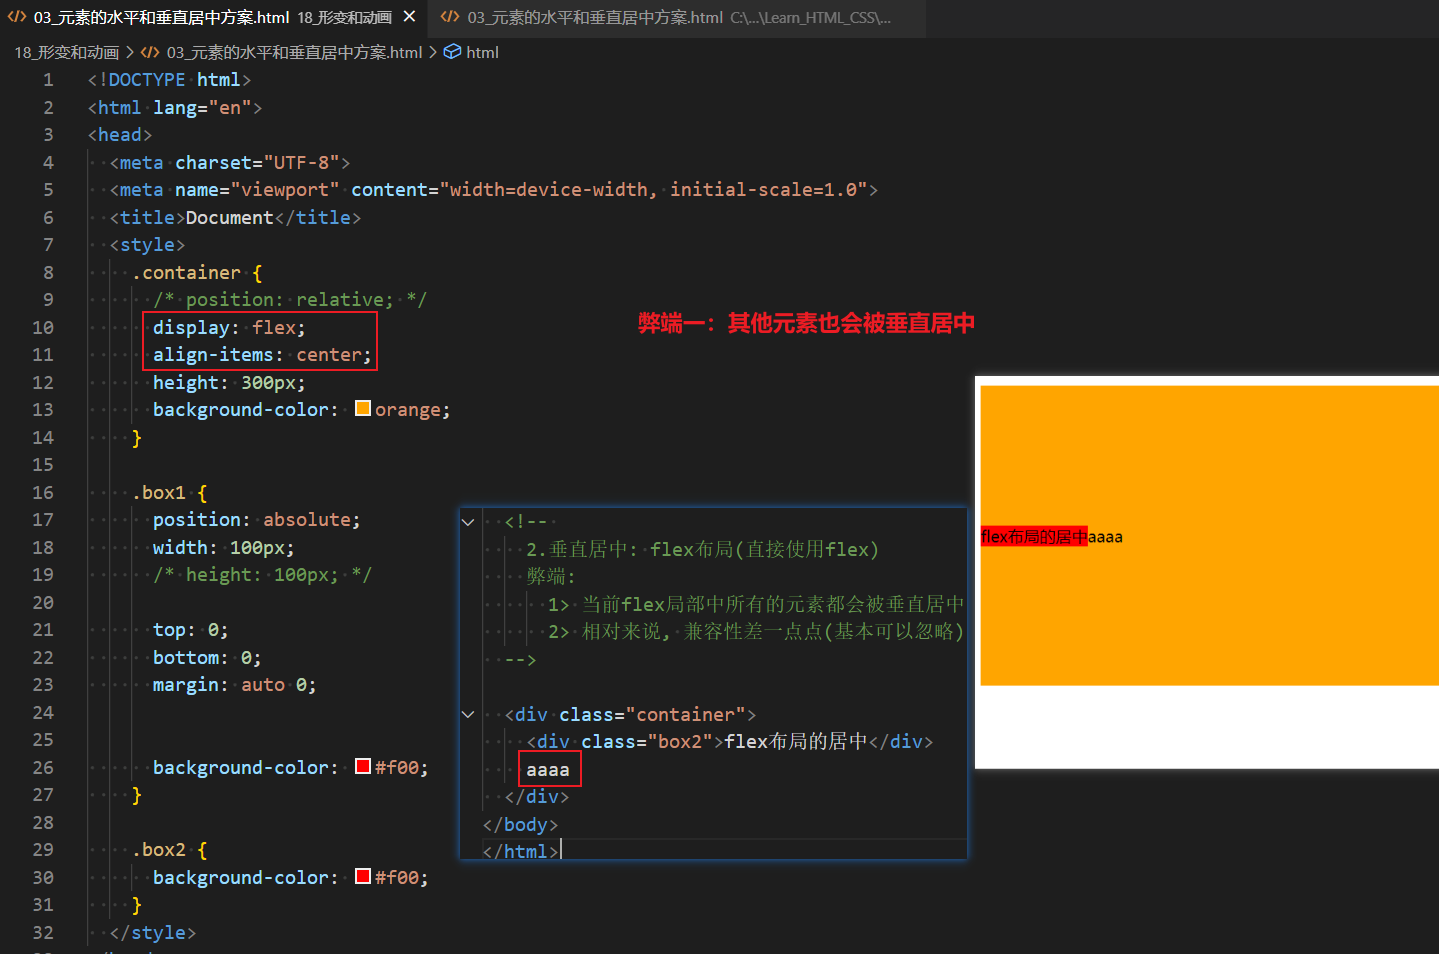 03_元素的水平和垂直居中方案.html 18_形变和动画
03_元素的水平和垂直居中方案.html C:\...\Learn_HTML_CSS\...
18_形变和动画 > 03_元素的水平和垂直居中方案.html > html
1 <!DOCTYPE html>
2 <html lang="en">
3 <head>
4 <meta charset="UTF-8">
5 <meta name="viewport" content="width=device-width, initial-scale=1.0">
6 <title>Document</title>
7 <style>
8 .container {
9 /* position: relative; */
10 display: flex;
11 align-items: center;
12 height: 300px;
13 background-color: orange;
14 }
15
16 .box1 {
17 position: absolute;
18 width: 100px;
19 /* height: 100px; */
20
21 top: 0;
22 bottom: 0;
23 margin: auto 0;
24
25
26 background-color: #f00;
27 }
28
29 .box2 {
30 background-color: #f00;
31 }
32 </style>
弊端一：其他元素也会被垂直居中
<!--
2.垂直居中: flex布局(直接使用flex)
弊端:
1> 当前flex局部中所有的元素都会被垂直居中
2> 相对来说, 兼容性差一点点(基本可以忽略)
-->
<div class="container">
<div class="box2">flex布局的居中</div>
aaaa
</div>
</body>
</html>
flex布局的居中aaaa